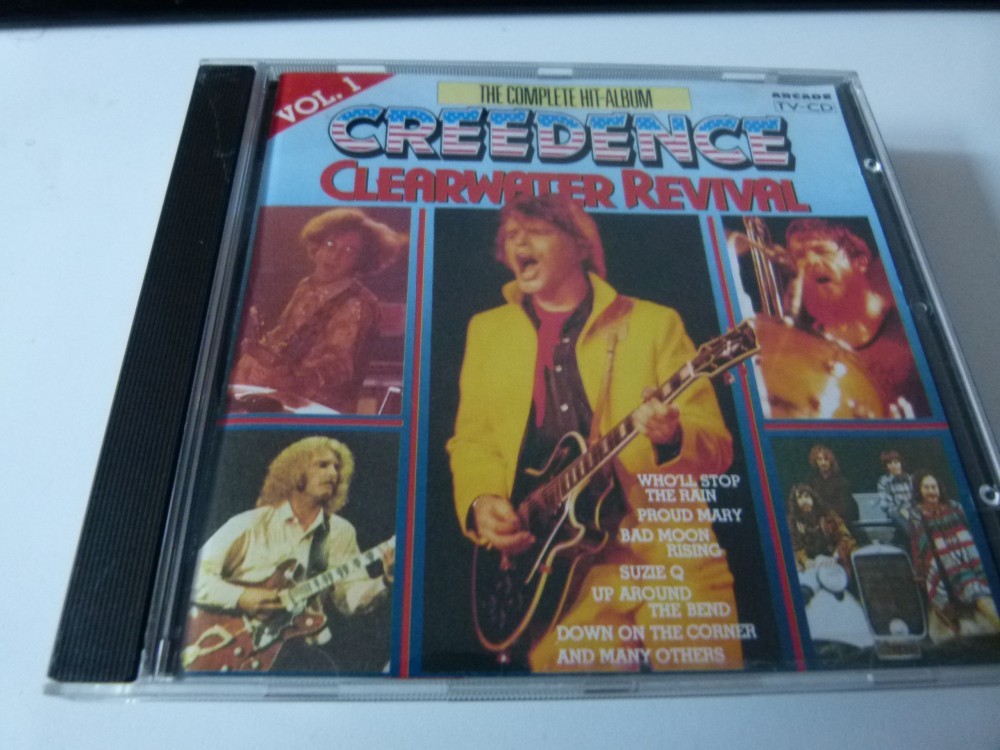 VOL. 1
THE COMPLETE HIT-ALBUM
ARCADE
TV-CD
CREEDENCE
CLEARWATER REVIVAL
WHO'LL STOP
THE RAIN
PROUD MARY
BAD MOON
RISING
SUZIE Q
UP AROUND
THE BEND
DOWN ON THE CORNER
AND MANY OTHERS